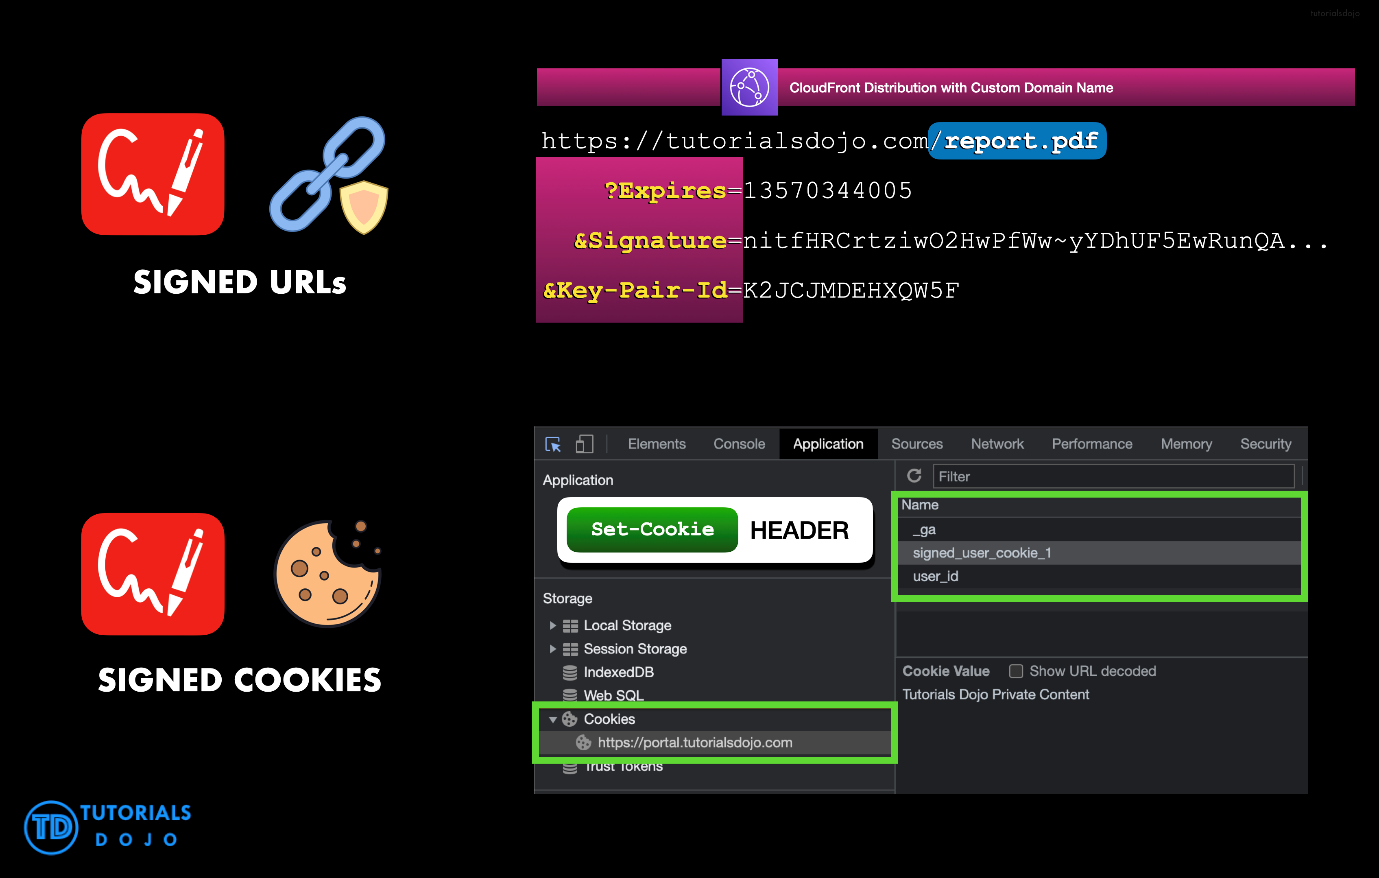 tutorialsdojo
CloudFront Distribution with Custom Domain Name
https://tutorialsdojo.com/report.pdf
?Expires=13570344005
&Signature=nitfHRCrtziwO2HwPfWw~yYDhUF5EwRunQA...
&Key-Pair-Id=K2JCJMDEHXQW5F
SIGNED URLs
Elements Console Application Sources Network Performance Memory Security
Application
Set-Cookie HEADER
Filter
Name
_ga
signed_user_cookie_1
user_id
Storage
Local Storage
Session Storage
IndexedDB
Web SQL
Cookies
https://portal.tutorialsdojo.com
Trust Tokens
Cookie Value Show URL decoded
Tutorials Dojo Private Content
SIGNED COOKIES
TD TUTORIALS
DOJO